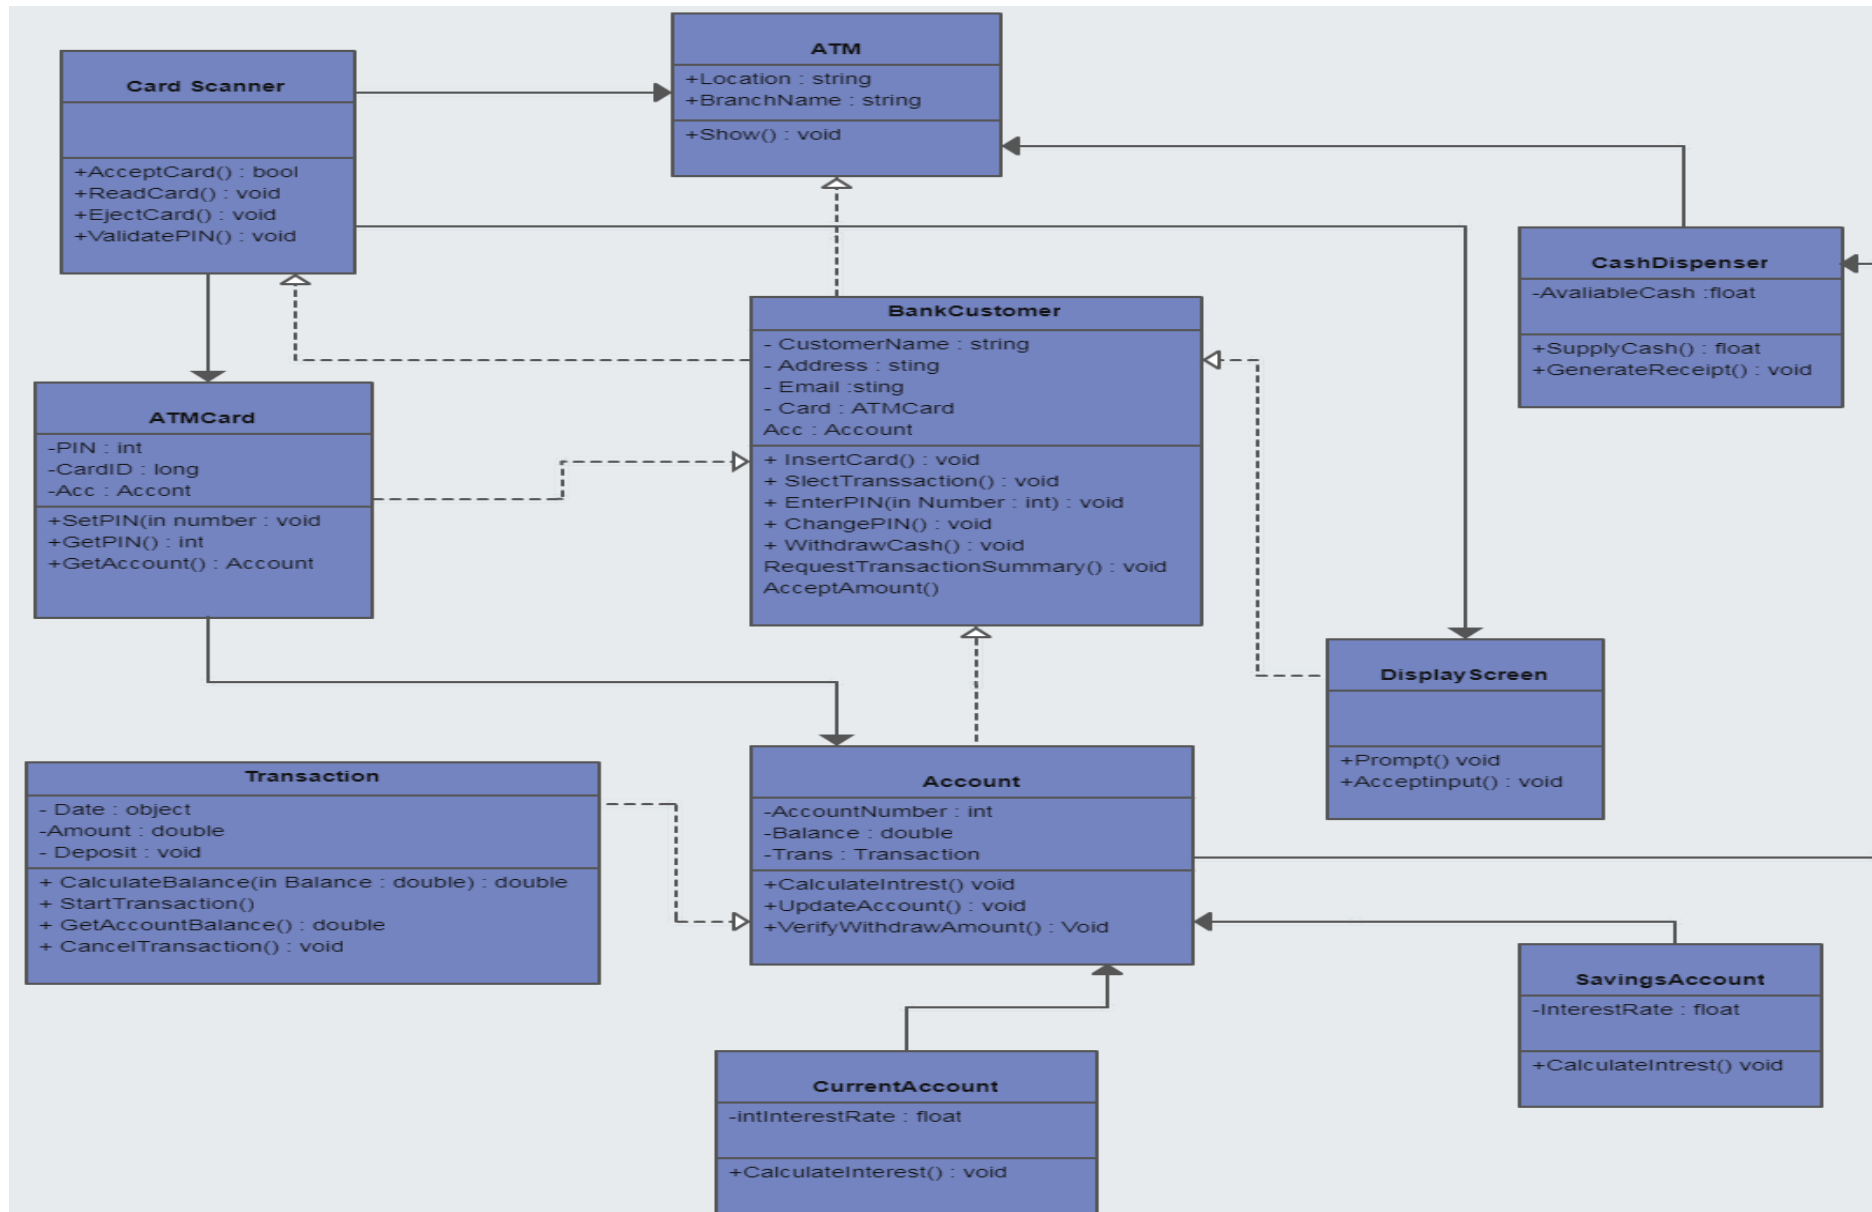 ATM
+Location : string
+BranchName : string
+Show() : void
Card Scanner
+AcceptCard() : bool
+ReadCard() : void
+EjectCard() : void
+ValidatePIN() : void
CashDispenser
-AvaliableCash :float
+SupplyCash() : float
+GenerateReceipt() : void
BankCustomer
- CustomerName : string
- Address : sting
- Email :sting
- Card : ATMCard
Acc : Account
+ InsertCard() : void
+ SlectTranssaction() : void
+ EnterPIN(in Number : int) : void
+ ChangePIN() : void
+ WithdrawCash() : void
RequestTransactionSummary() : void
AcceptAmount()
ATMCard
-PIN : int
-CardID : long
-Acc : Accont
+SetPIN(in number : void
+GetPIN() : int
+GetAccount() : Account
DisplayScreen
+Prompt() void
+Acceptinput() : void
Transaction
- Date : object
-Amount : double
- Deposit : void
+ CalculateBalance(in Balance : double) : double
+ StartTransaction()
+ GetAccountBalance() : double
+ CancelTransaction() : void
Account
-AccountNumber : int
-Balance : double
-Trans : Transaction
+CalculateIntrest() void
+UpdateAccount() : void
+VerifyWithdrawAmount() : Void
SavingsAccount
-InterestRate : float
+CalculateIntrest() void
CurrentAccount
-intInterestRate : float
+CalculateInterest() : void